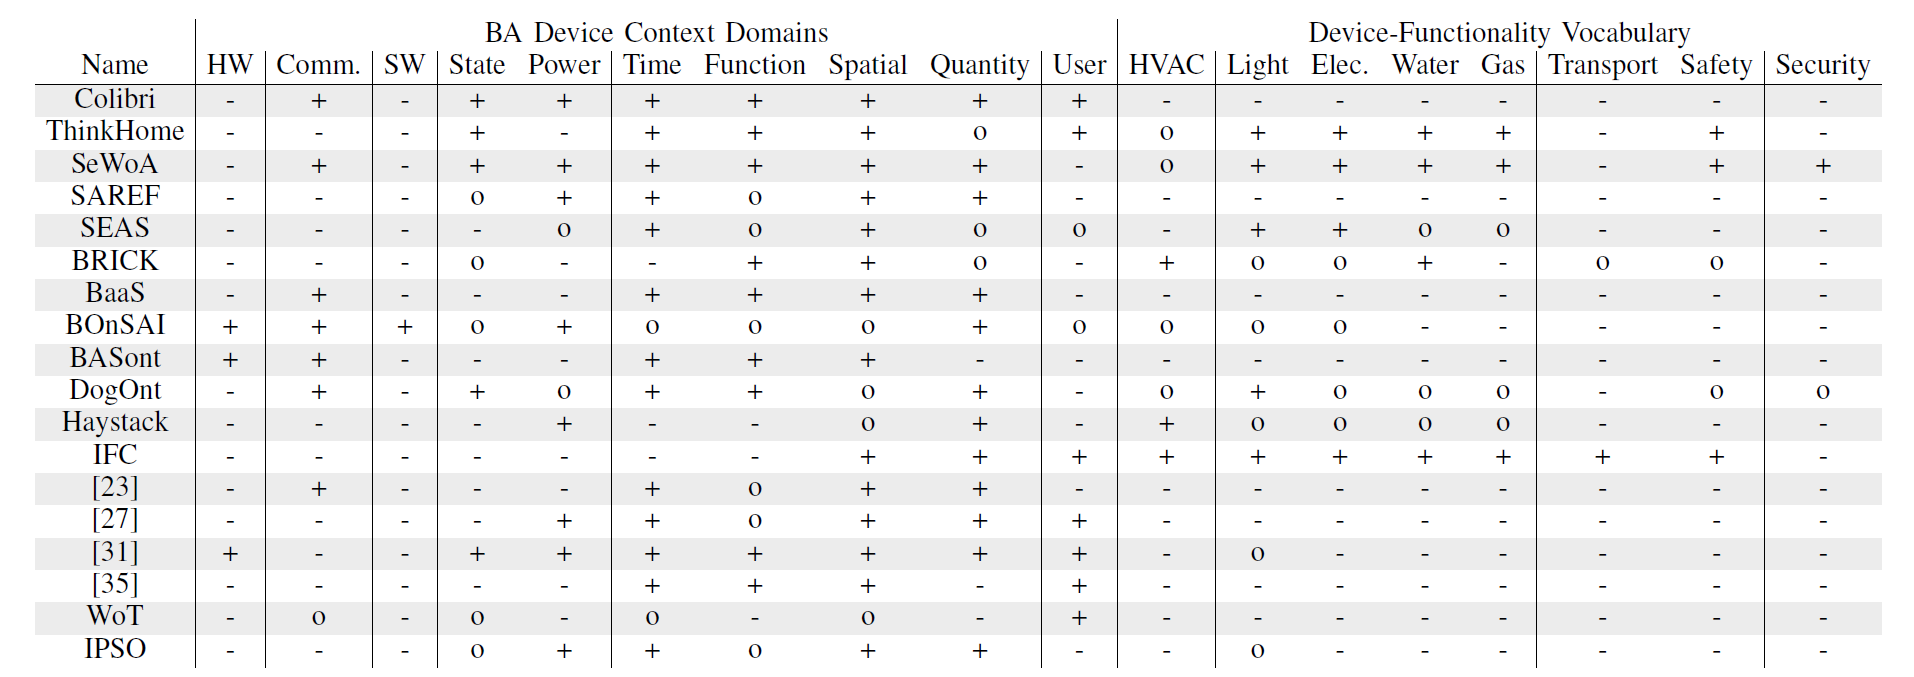 BA Device Context Domains Device-Functionality Vocabulary
Name HW Comm. SW State Power Time Function Spatial Quantity User HVAC Light Elec. Water Gas Transport Safety Security
Colibri - + - + + + + + + + - - - - - - - -
ThinkHome - - - + - + + + o + o + + + + - + -
SeWoA - + - + + + + + + - o + + + + - + +
SAREF - - - o + + o + + - - - - - - - - -
SEAS - - - - o + o + o o - + + o o - - -
BRICK - - - o - - + + o - + o o + - o o -
BaaS - + - - - + + + + - - - - - - - - -
BOnSAI + + + o + o o o + o o o o - - - - -
BASont + + - - - + + + - - - - - - - - - -
DogOnt - + - + o + + o + - o + o o o - o o
Haystack - - - - + - - o + - + o o o o - - -
IFC - - - - - - - + + + + + + + + + + -
[23] - + - - - + o + + - - - - - - - - -
[27] - - - - + + o + + + - - - - - - - -
[31] + - - + + + + + + + - o - - - - - -
[35] - - - - - + + + - + - - - - - - - -
WoT - o - o - o - o - + - - - - - - - -
IPSO - - - o + + o + + - - o - - - - - -